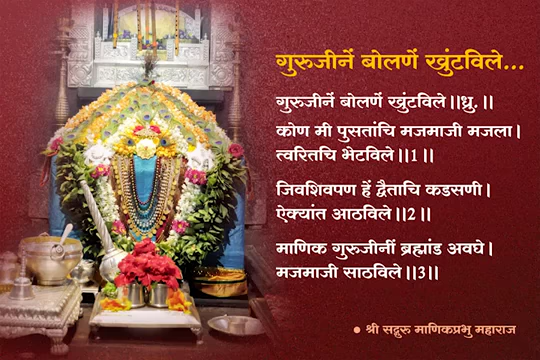 गुरुजीनें बोलणें खुंटविले...
गुरुजीनें बोलणें खुंटविले॥ध्रु.॥
कोण मी पुसतांचि मजमाजी मजला।
त्वरितचि भेटविले॥1॥
जिवशिवपण हें द्वैताचि कडसणी।
ऐक्यांत आठविले॥2॥
माणिक गुरुजीनीं ब्रह्मांड अवघे।
मजमाजी साठविले॥3॥
• श्री सद्गुरु माणिकप्रभु महाराज